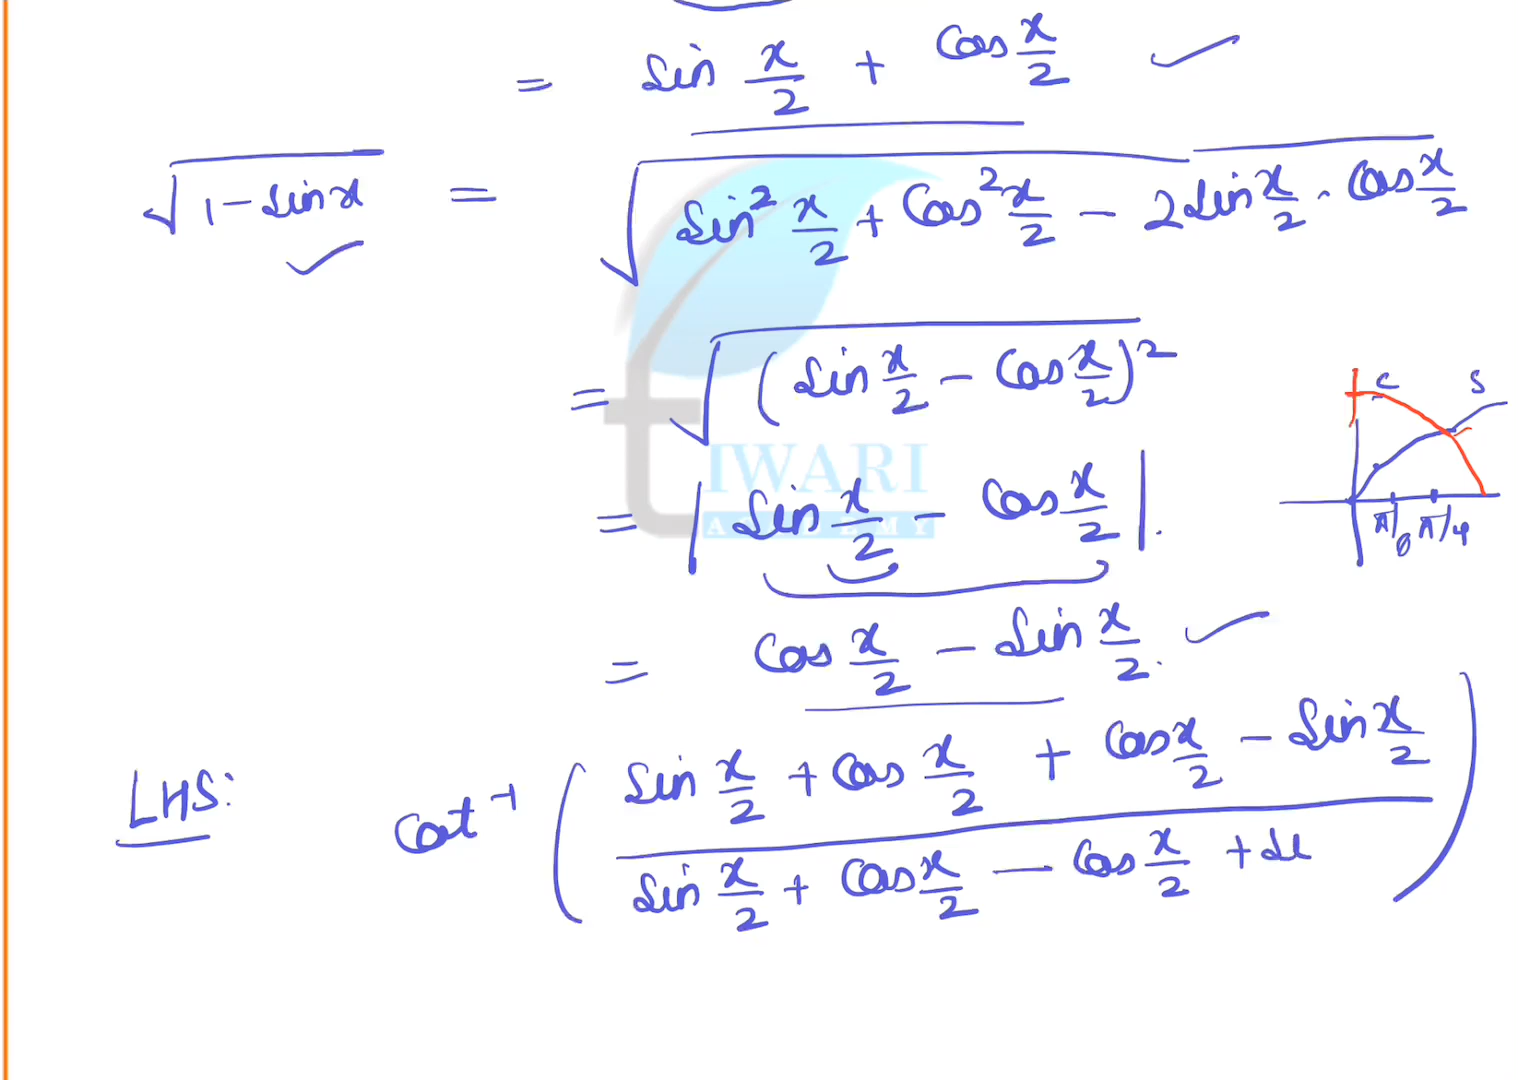 = sin x/2 + cos x/2
√(1 - sin x) = √(sin² x/2 + cos² x/2 - 2 sin x/2 . cos x/2)
= √((sin x/2 - cos x/2)²)
C S
= | sin x/2 - cos x/2 | .
π/8 π/4
TIWARI
ACADEMY
= cos x/2 - sin x/2 .
LHS: cot⁻¹ ( (sin x/2 + cos x/2 + cos x/2 - sin x/2) / (sin x/2 + cos x/2 - cos x/2 +